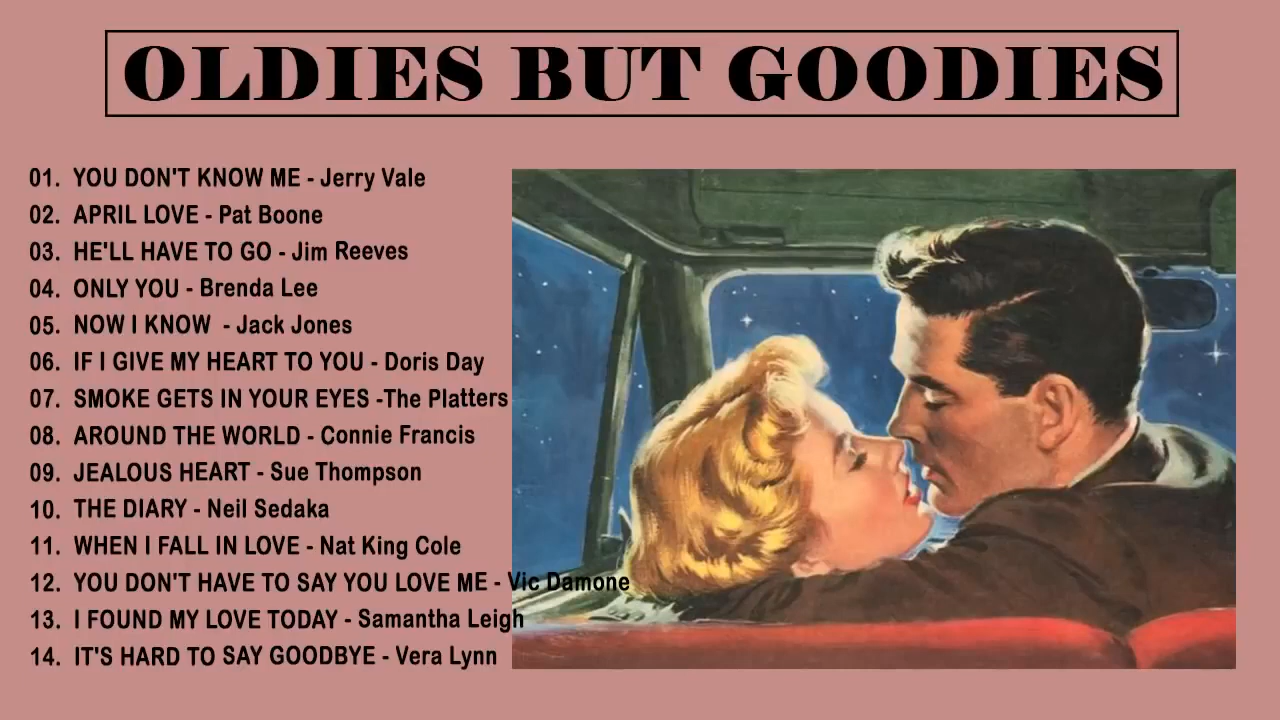 OLDIES BUT GOODIES
01. YOU DON'T KNOW ME - Jerry Vale
02. APRIL LOVE - Pat Boone
03. HE'LL HAVE TO GO - Jim Reeves
04. ONLY YOU - Brenda Lee
05. NOW I KNOW - Jack Jones
06. IF I GIVE MY HEART TO YOU - Doris Day
07. SMOKE GETS IN YOUR EYES -The Platters
08. AROUND THE WORLD - Connie Francis
09. JEALOUS HEART - Sue Thompson
10. THE DIARY - Neil Sedaka
11. WHEN I FALL IN LOVE - Nat King Cole
12. YOU DON'T HAVE TO SAY YOU LOVE ME - Vic Damone
13. I FOUND MY LOVE TODAY - Samantha Leigh
14. IT'S HARD TO SAY GOODBYE - Vera Lynn